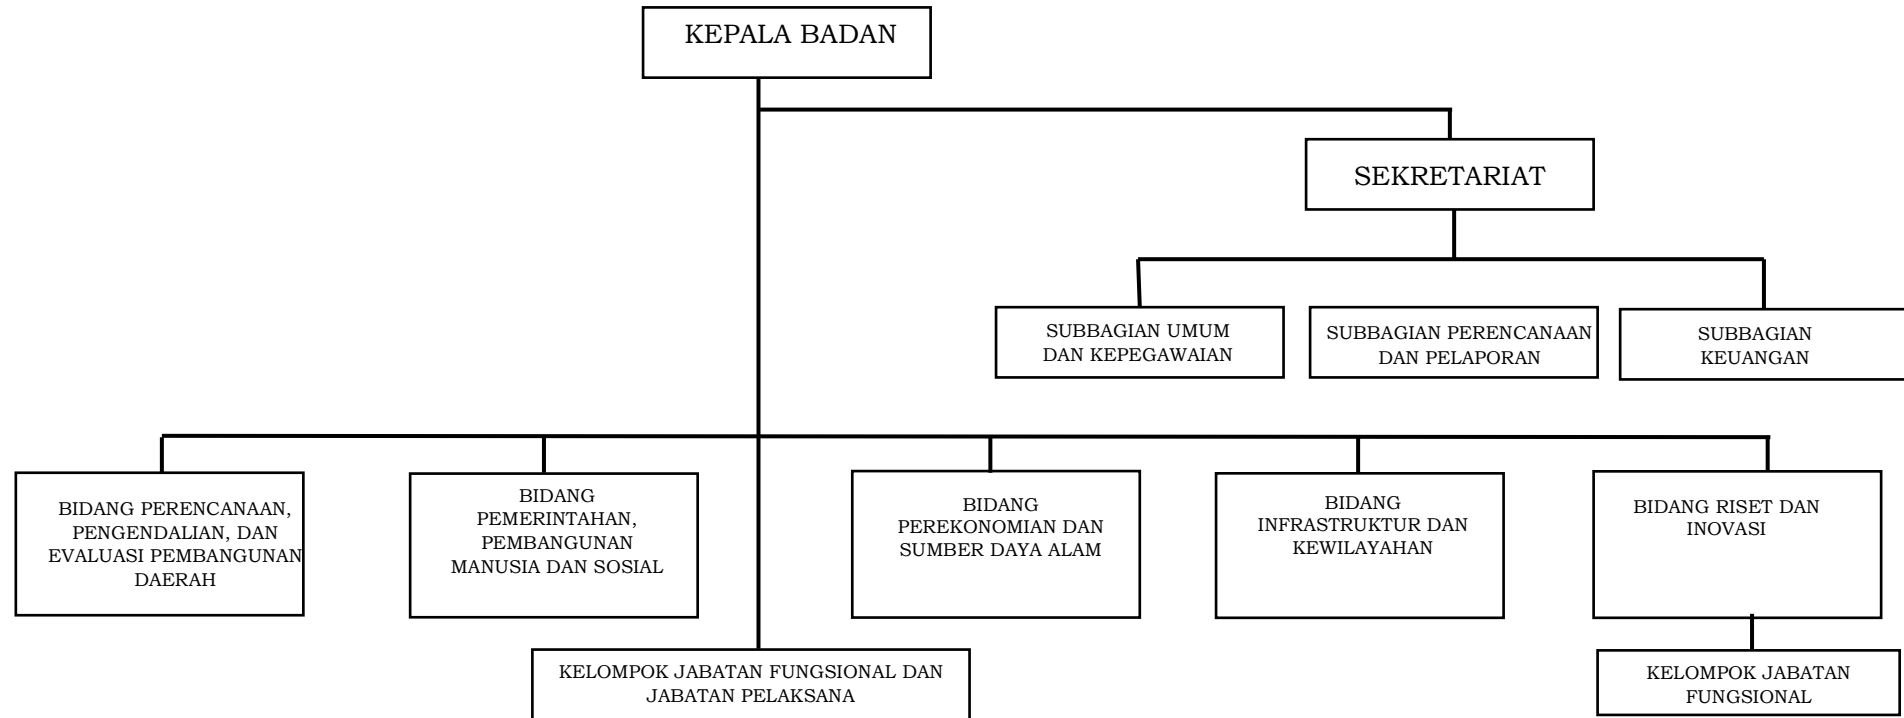 KEPALA BADAN
SEKRETARIAT
SUBBAGIAN UMUM
DAN KEPEGAWAIAN
SUBBAGIAN PERENCANAAN
DAN PELAPORAN
SUBBAGIAN
KEUANGAN
BIDANG PERENCANAAN,
PENGENDALIAN, DAN
EVALUASI PEMBANGUNAN
DAERAH
BIDANG
PEMERINTAHAN,
PEMBANGUNAN
MANUSIA DAN SOSIAL
BIDANG
PEREKONOMIAN DAN
SUMBER DAYA ALAM
BIDANG
INFRASTRUKTUR DAN
KEWILAYAHAN
BIDANG RISET DAN
INOVASI
KELOMPOK JABATAN FUNGSIONAL DAN
JABATAN PELAKSANA
KELOMPOK JABATAN
FUNGSIONAL